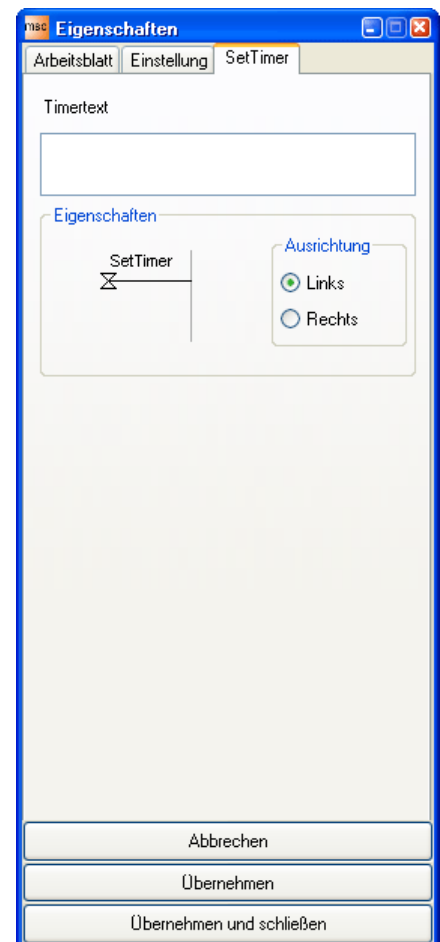 msc Eigenschaften
Arbeitsblatt Einstellung SetTimer
Timertext
Eigenschaften
SetTimer
Ausrichtung
Links
Rechts
Abbrechen
Übernehmen
Übernehmen und schließen